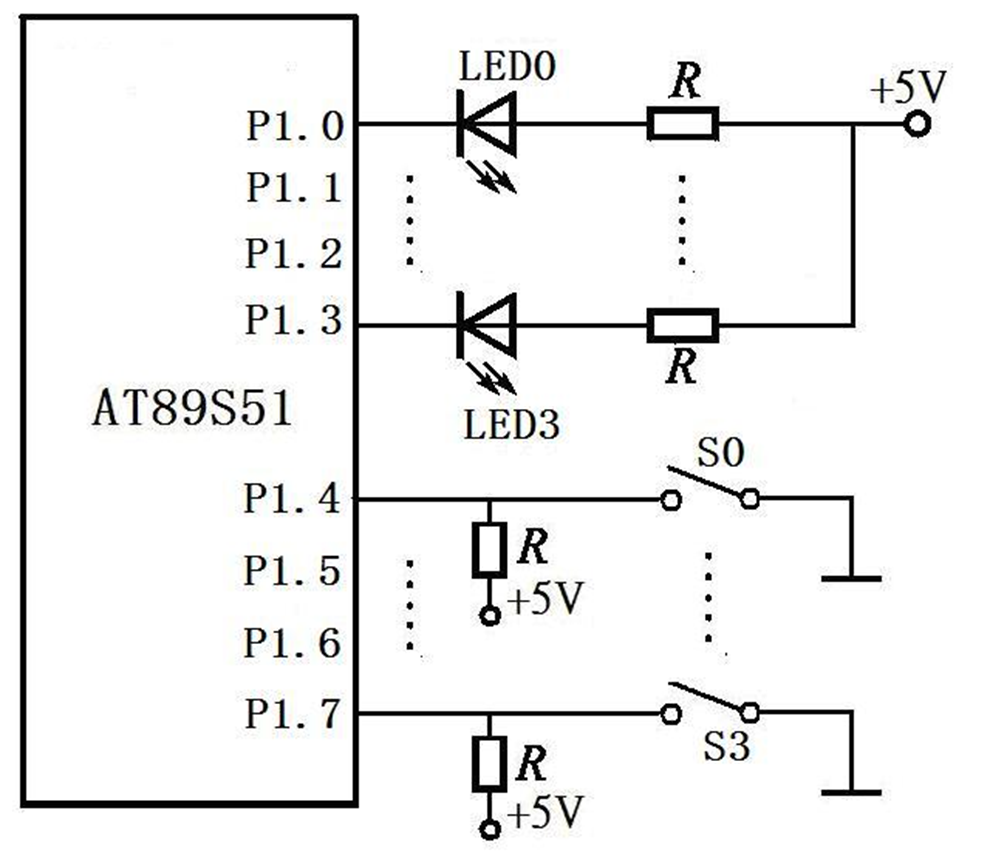 LED0
R
+5V
P1.0
P1.1
P1.2
P1.3
R
AT89S51
LED3
S0
P1.4
R
P1.5
+5V
P1.6
P1.7
S3
R
+5V